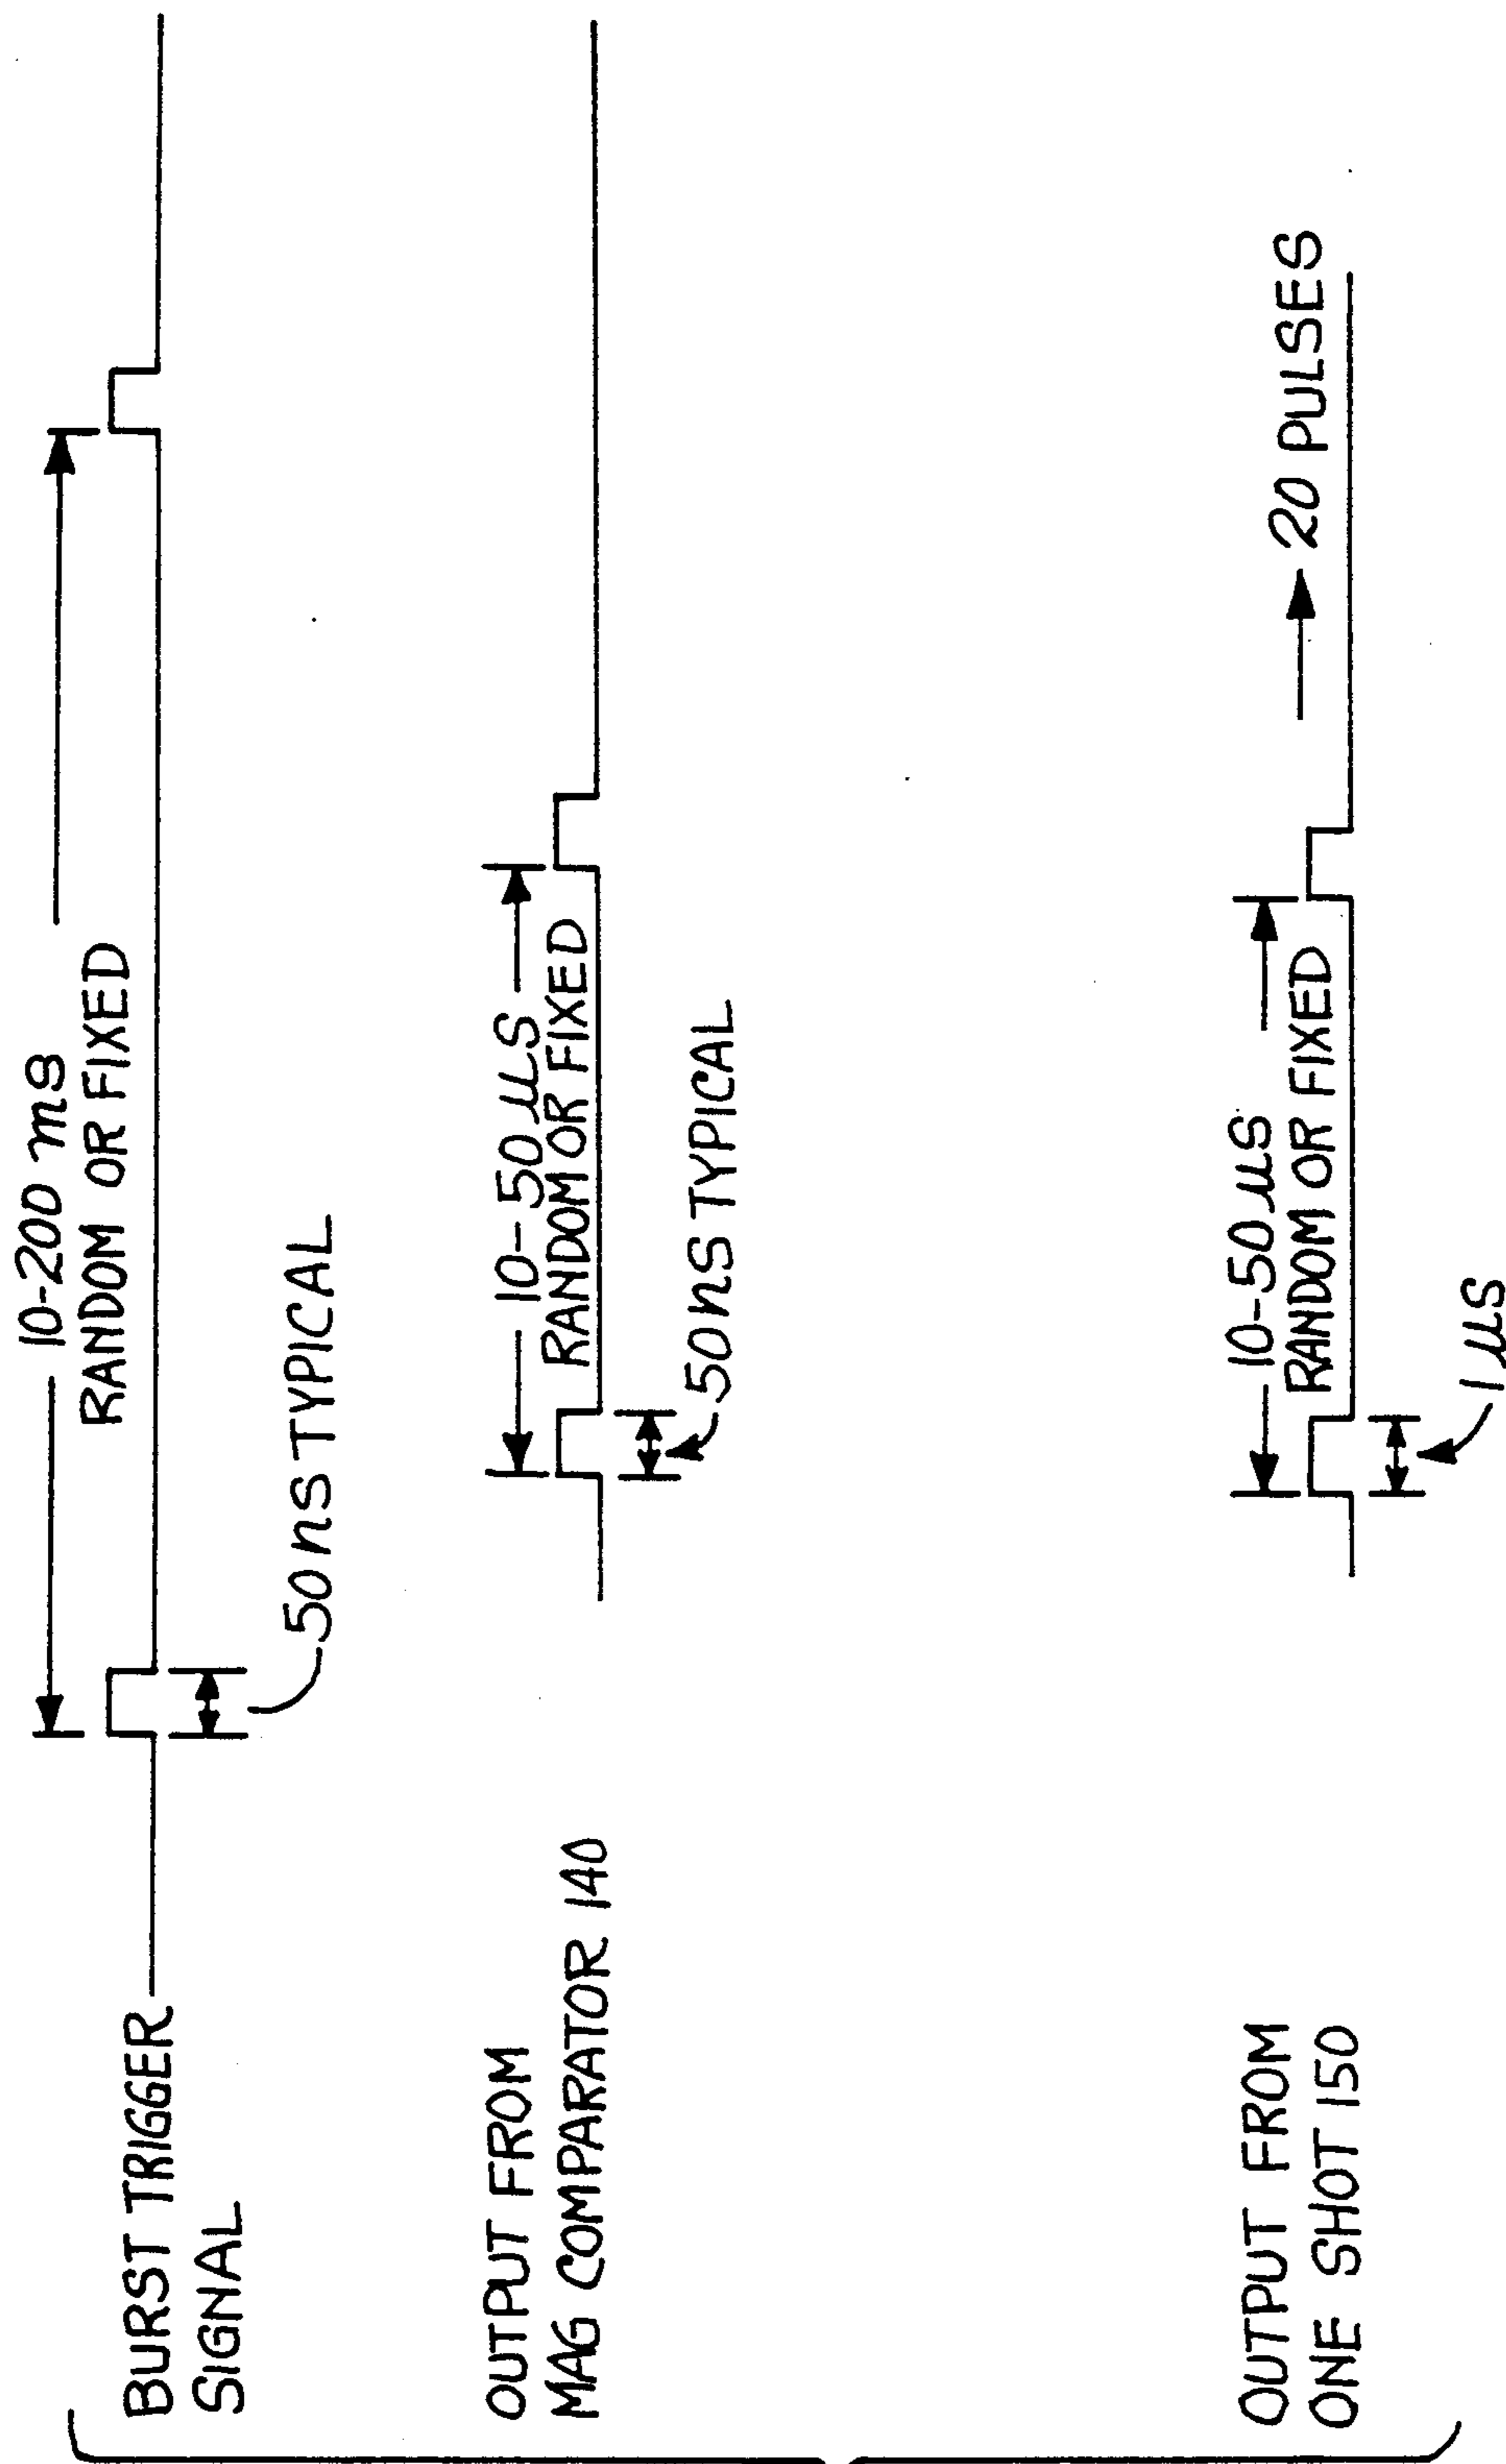 BURST TRIGGER
SIGNAL
10-200 ms
RANDOM OR FIXED
50 ns TYPICAL
OUTPUT FROM
MAG COMPARATOR 140
10-50 µs
RANDOM OR FIXED
50 ns TYPICAL
OUTPUT FROM
ONE SHOT 150
10-50 µs
RANDOM OR FIXED
20 PULSES
1 µs